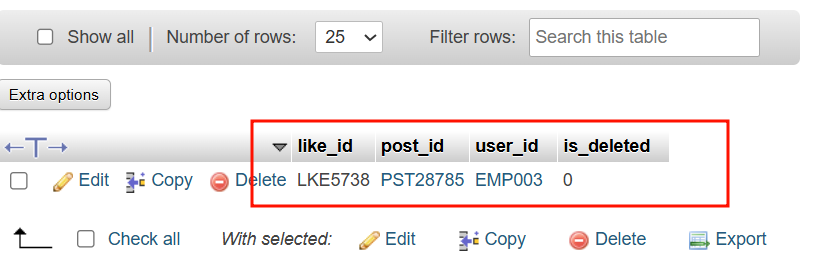 Show all Number of rows: 25 Filter rows: Search this table
Extra options
like_id post_id user_id is_deleted
Edit Copy Delete LKE5738 PST28785 EMP003 0
Check all With selected: Edit Copy Delete Export